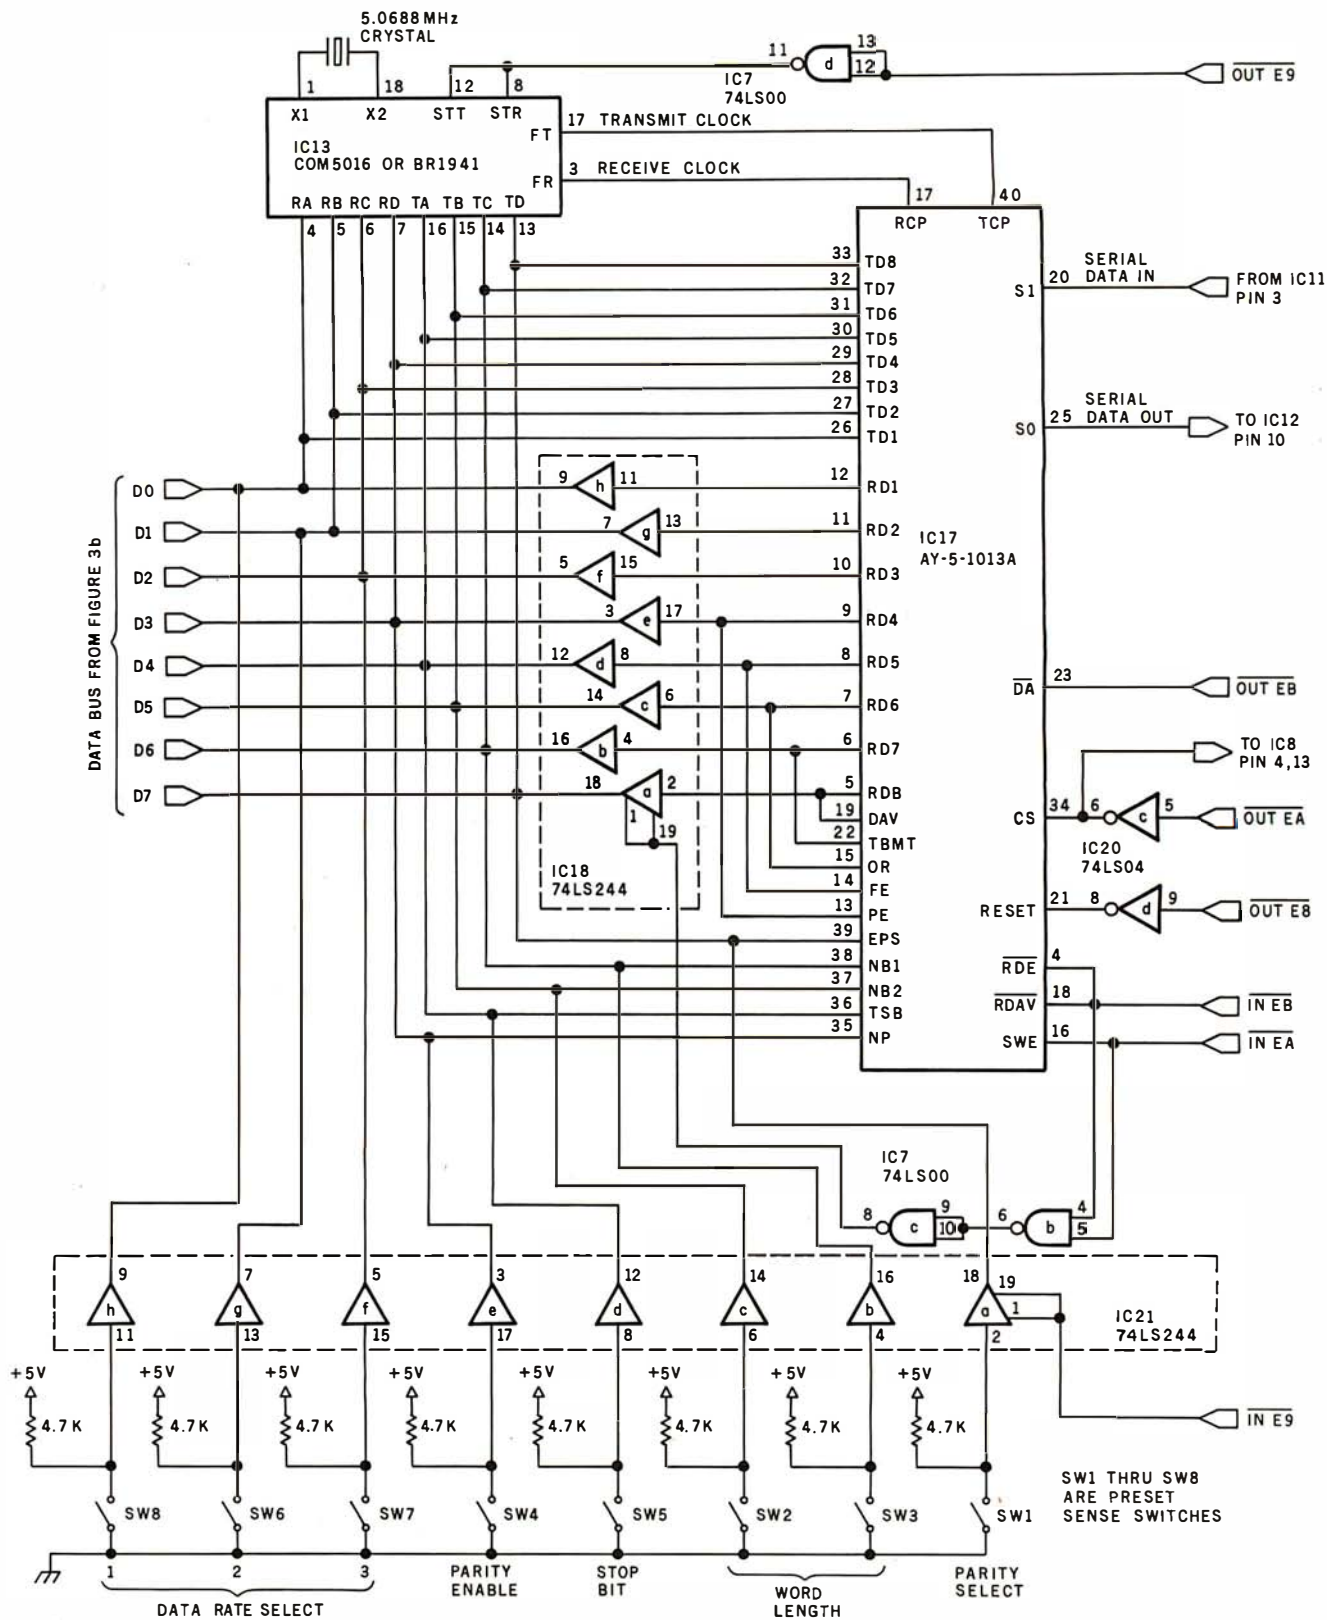 5.0688MHz
CRYSTAL
1
18
12
8
X1
X2
STT
STR
IC13
COM5016 OR BR1941
FT
FR
RA RB RC RD TA TB TC TD
4 5 6 7 16 15 14 13
17 TRANSMIT CLOCK
3 RECEIVE CLOCK
11
d
13
12
IC7
74LS00
OUT E9
17
40
RCP
TCP
33 TD8
32 TD7
31 TD6
30 TD5
29 TD4
28 TD3
27 TD2
26 TD1
12 RD1
11 RD2
10 RD3
9 RD4
8 RD5
7 RD6
6 RD7
5 RDB
19 DAV
22 TBMT
15 OR
14 FE
13 PE
39 EPS
38 NB1
37 NB2
36 TSB
35 NP
IC17
AY-5-1013A
S1
20
SERIAL
DATA IN
FROM IC11
PIN 3
SO
25
SERIAL
DATA OUT
TO IC12
PIN 10
DA
23
OUT EB
TO IC8
PIN 4,13
CS
34
6
c
5
OUT EA
IC20
74LS04
RESET
21
8
d
9
OUT E8
RDE
4
RDAV
18
IN EB
SWE
16
IN EA
DATA BUS FROM FIGURE 3b
D0
D1
D2
D3
D4
D5
D6
D7
9 h 11
7 g 13
5 f 15
3 e 17
12 d 8
14 c 6
16 b 4
18 a 2
1
19
IC18
74LS244
IC7
74LS00
8
c
9
10
6
b
4
5
9
7
5
3
12
14
16
18
19
h
g
f
e
d
c
b
a
1
11
13
15
17
8
6
4
2
IC21
74LS244
+5V
+5V
+5V
+5V
+5V
+5V
+5V
+5V
4.7K
4.7K
4.7K
4.7K
4.7K
4.7K
4.7K
4.7K
IN E9
SW8
SW6
SW7
SW4
SW5
SW2
SW3
SW1
SW1 THRU SW8
ARE PRESET
SENSE SWITCHES
1
2
3
DATA RATE SELECT
PARITY
ENABLE
STOP
BIT
WORD
LENGTH
PARITY
SELECT